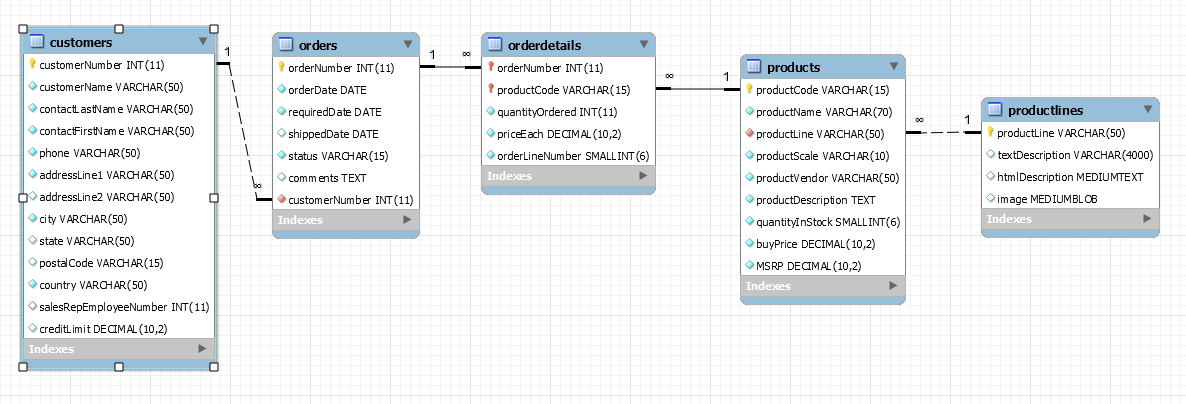 customers
customerNumber INT(11)
customerName VARCHAR(50)
contactLastName VARCHAR(50)
contactFirstName VARCHAR(50)
phone VARCHAR(50)
addressLine1 VARCHAR(50)
addressLine2 VARCHAR(50)
city VARCHAR(50)
state VARCHAR(50)
postalCode VARCHAR(15)
country VARCHAR(50)
salesRepEmployeeNumber INT(11)
creditLimit DECIMAL(10,2)
Indexes
1
∞
orders
orderNumber INT(11)
orderDate DATE
requiredDate DATE
shippedDate DATE
status VARCHAR(15)
comments TEXT
customerNumber INT(11)
Indexes
1
∞
orderdetails
orderNumber INT(11)
productCode VARCHAR(15)
quantityOrdered INT(11)
priceEach DECIMAL(10,2)
orderLineNumber SMALLINT(6)
Indexes
∞
1
products
productCode VARCHAR(15)
productName VARCHAR(70)
productLine VARCHAR(50)
productScale VARCHAR(10)
productVendor VARCHAR(50)
productDescription TEXT
quantityInStock SMALLINT(6)
buyPrice DECIMAL(10,2)
MSRP DECIMAL(10,2)
Indexes
∞
1
productlines
productLine VARCHAR(50)
textDescription VARCHAR(4000)
htmlDescription MEDIUMTEXT
image MEDIUMBLOB
Indexes